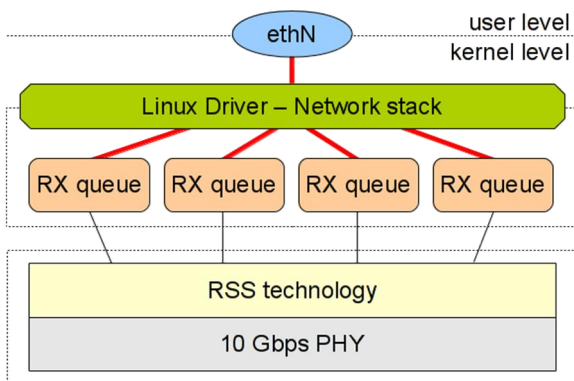 user level
ethN
kernel level
Linux Driver – Network stack
RX queue RX queue RX queue RX queue
RSS technology
10 Gbps PHY